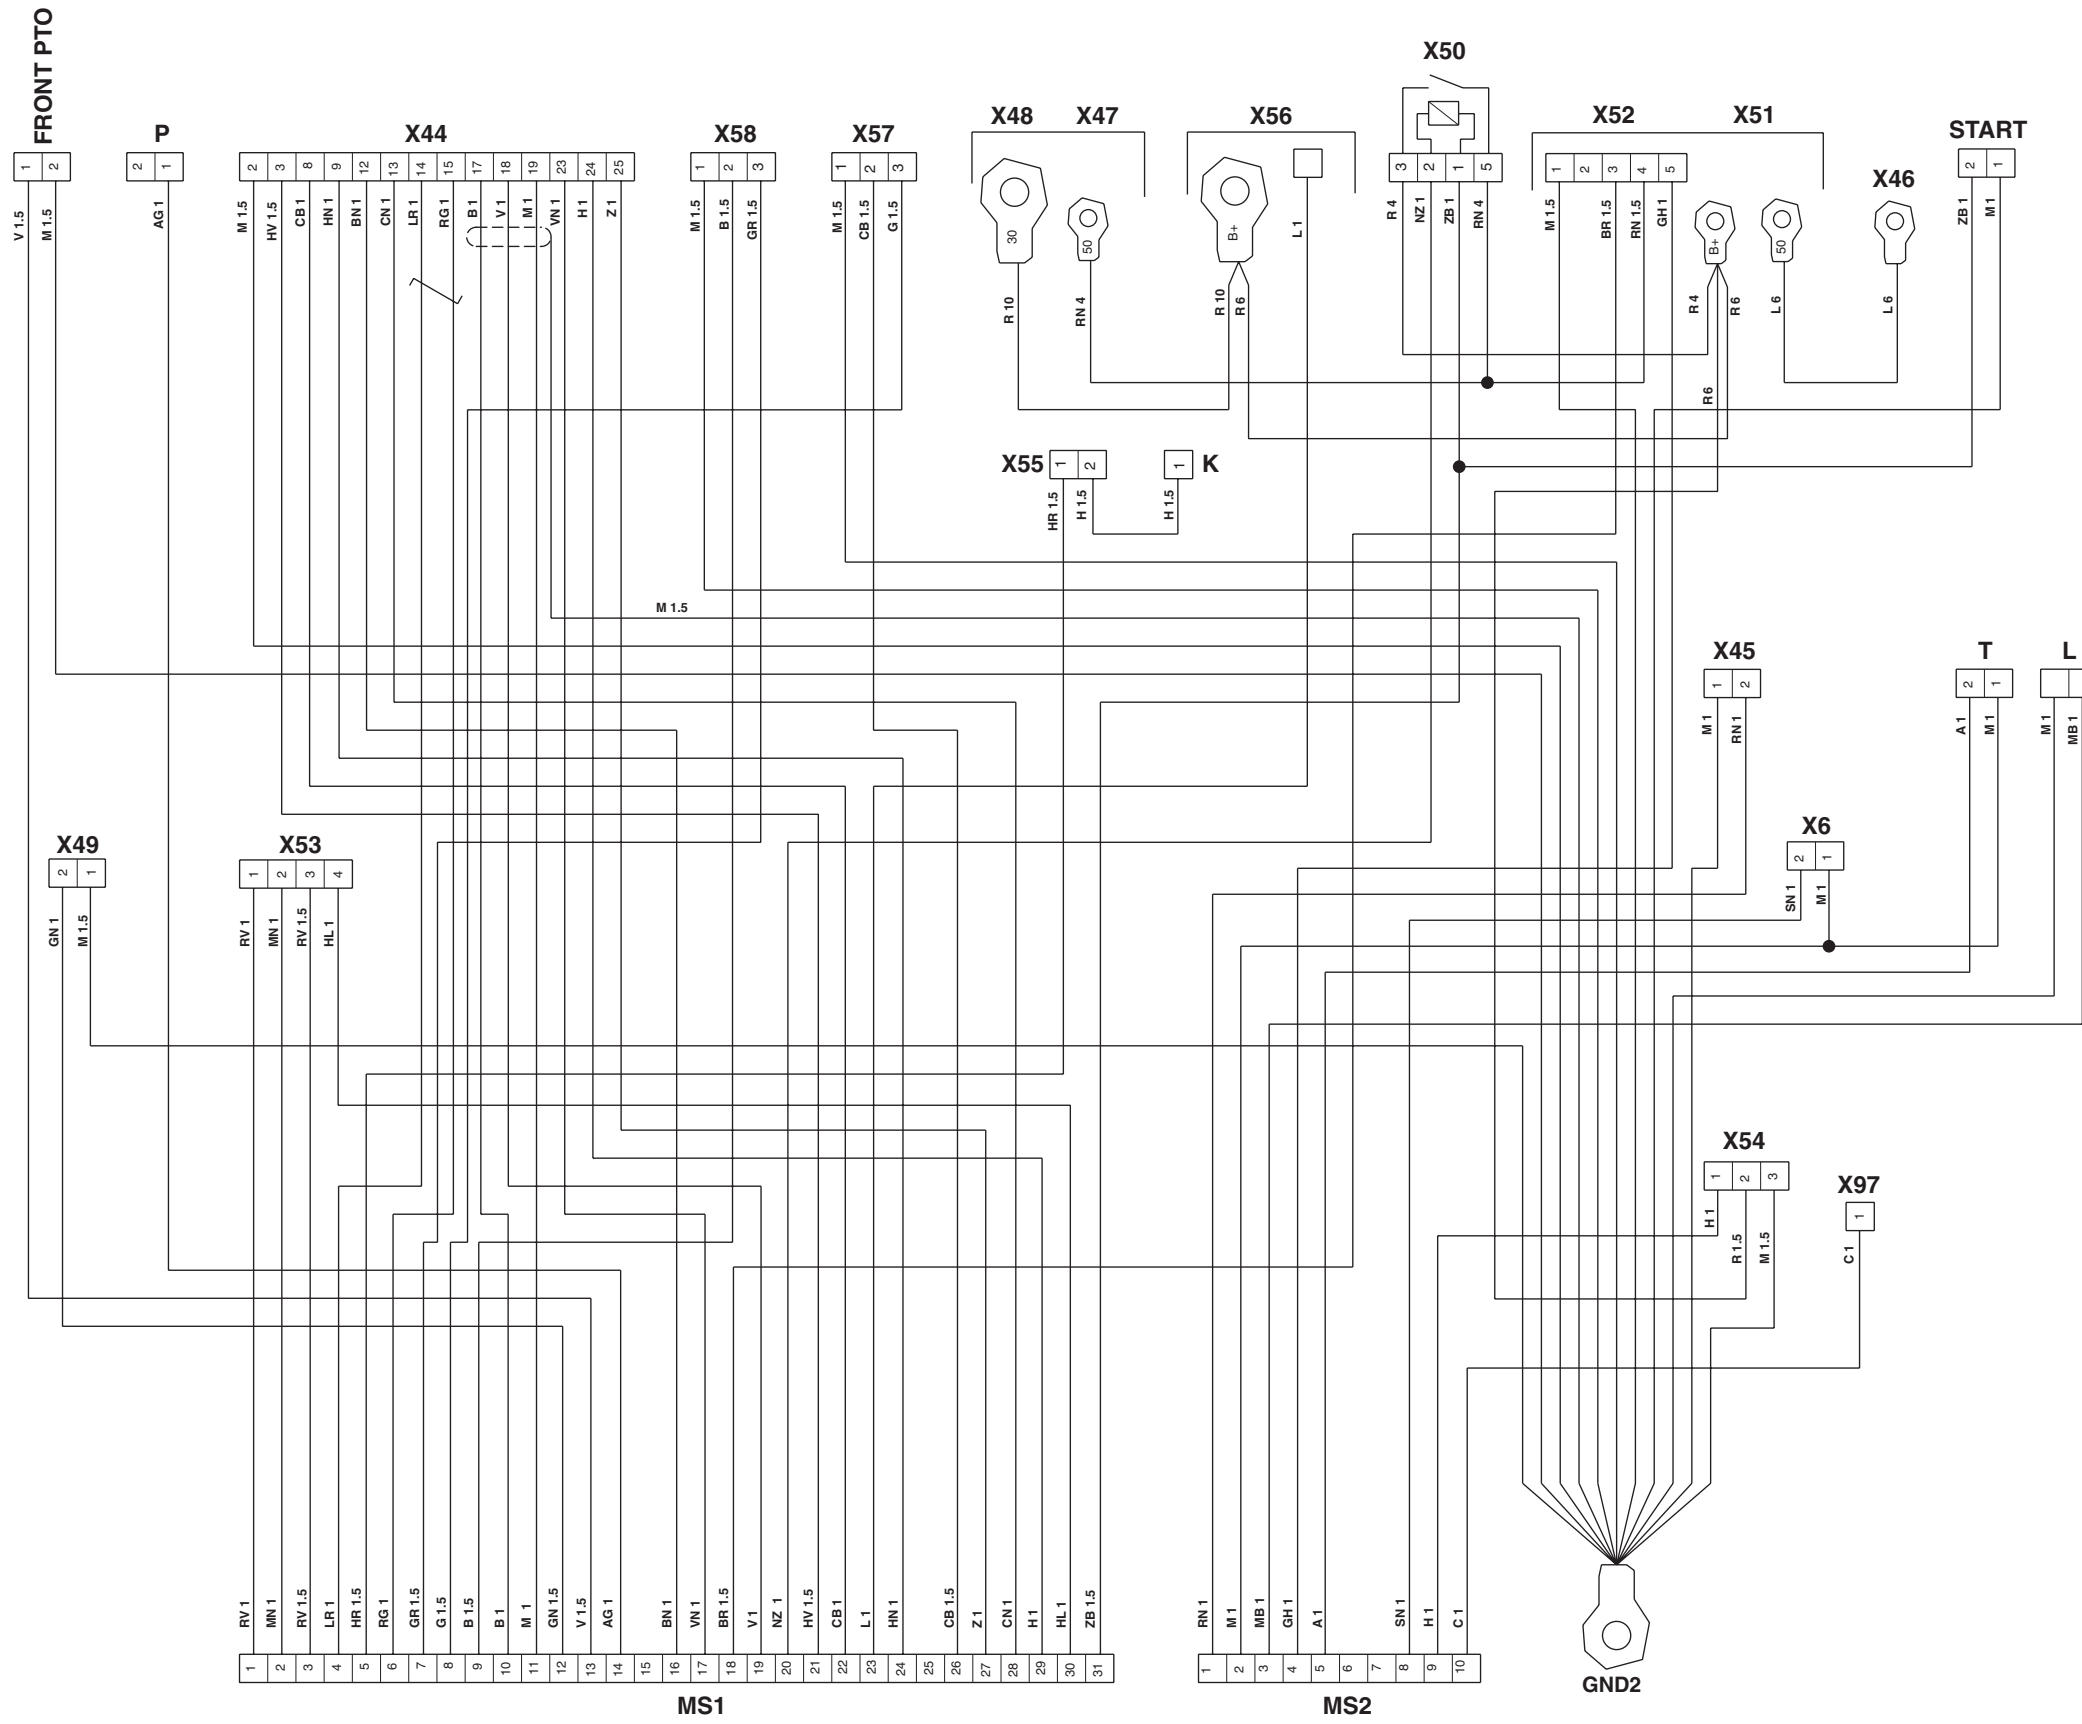 FRONT PTO
P
X44
X58
X57
X48
X47
X56
X50
X52
X51
X46
START
1 2
2 1
2 3 8 9 12 13 14 15 17 18 19 23 24 25
1 2 3
1 2 3
30
50
B+
3 2 1 5
1 2 3 4 5
B+
50
2 1
V 1.5
M 1.5
AG 1
M 1.5
HV 1.5
CB 1
HN 1
BN 1
CN 1
LR 1
RG 1
B 1
V 1
M 1
VN 1
H 1
Z 1
M 1.5
B 1.5
GR 1.5
M 1.5
CB 1.5
G 1.5
L 1
R 4
NZ 1
ZB 1
RN 4
M 1.5
BR 1.5
RN 1.5
GH 1
ZB 1
M 1
R 10
RN 4
R 10
R 6
R 4
R 6
L 6
L 6
R 6
X55
1 2
1
K
HR 1.5
H 1.5
H 1.5
M 1.5
X45
T
L
1 2
2 1
M 1
RN 1
A 1
M 1
M 1
MB 1
X49
X53
X6
2 1
1 2 3 4
2 1
GN 1
M 1.5
RV 1
MN 1
RV 1.5
HL 1
SN 1
M 1
X54
1 2 3
X97
1
H 1
R 1.5
M 1.5
C 1
RV 1
MN 1
RV 1.5
LR 1
HR 1.5
RG 1
GR 1.5
G 1.5
B 1.5
B 1
M 1
GN 1.5
V 1.5
AG 1
BN 1
VN 1
BR 1.5
V 1
NZ 1
HV 1.5
CB 1
L 1
HN 1
CB 1.5
Z 1
CN 1
H 1
HL 1
ZB 1.5
RN 1
M 1
MB 1
GH 1
A 1
SN 1
H 1
C 1
1 2 3 4 5 6 7 8 9 10 11 12 13 14 15 16 17 18 19 20 21 22 23 24 25 26 27 28 29 30 31
1 2 3 4 5 6 7 8 9 10
MS1
MS2
GND2